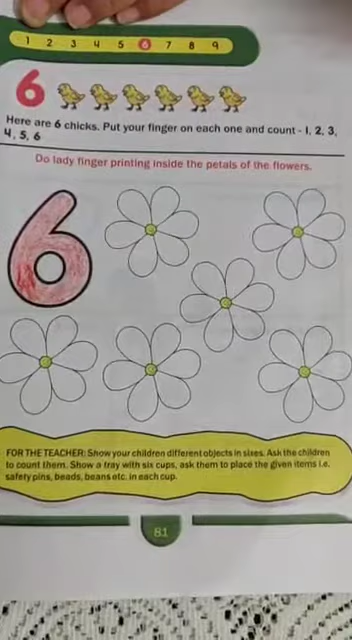 1 2 3 4 5 6 7 8 9
6
Here are 6 chicks. Put your finger on each one and count - 1, 2, 3,
4, 5, 6
Do lady finger printing inside the petals of the flowers.
6
FOR THE TEACHER: Show your children different objects in sixes. Ask the children
to count them. Show a tray with six cups, ask them to place the given items i.e.
safety pins, beads, beans etc. in each cup.
81